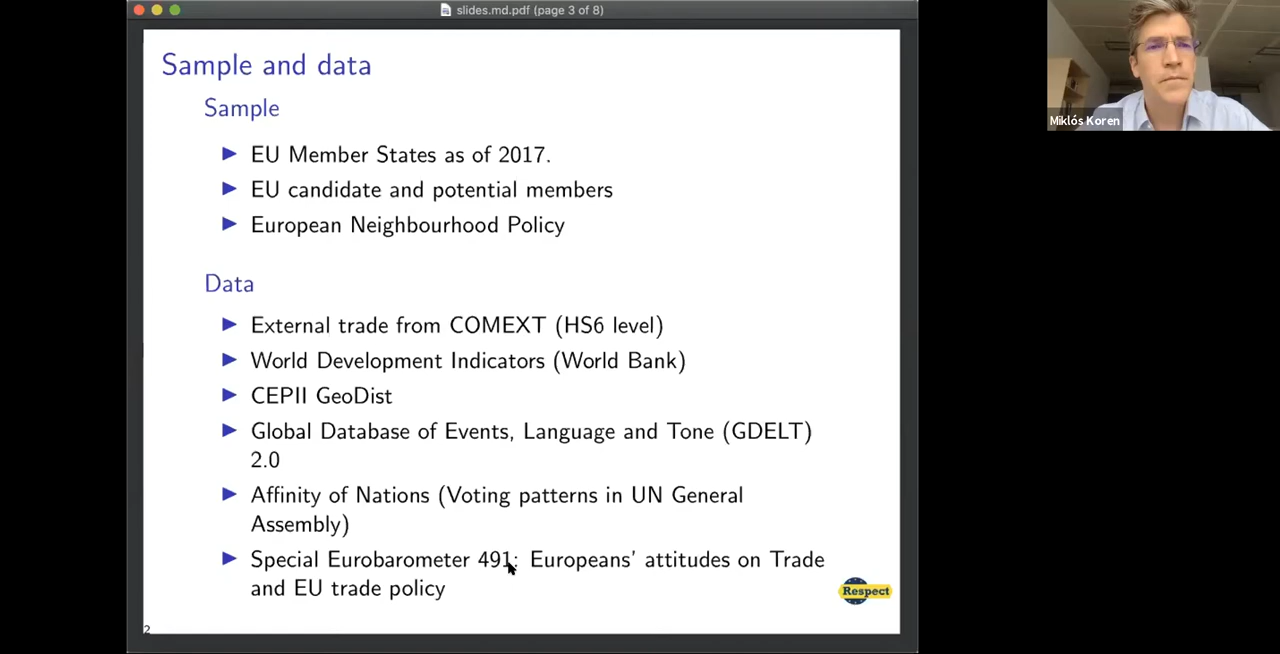 slides.md.pdf (page 3 of 8)
Sample and data
Sample
EU Member States as of 2017.
EU candidate and potential members
European Neighbourhood Policy
Data
External trade from COMEXT (HS6 level)
World Development Indicators (World Bank)
CEPII GeoDist
Global Database of Events, Language and Tone (GDELT)
2.0
Affinity of Nations (Voting patterns in UN General
Assembly)
Special Eurobarometer 491: Europeans' attitudes on Trade
and EU trade policy
Respect
2
Miklós Koren